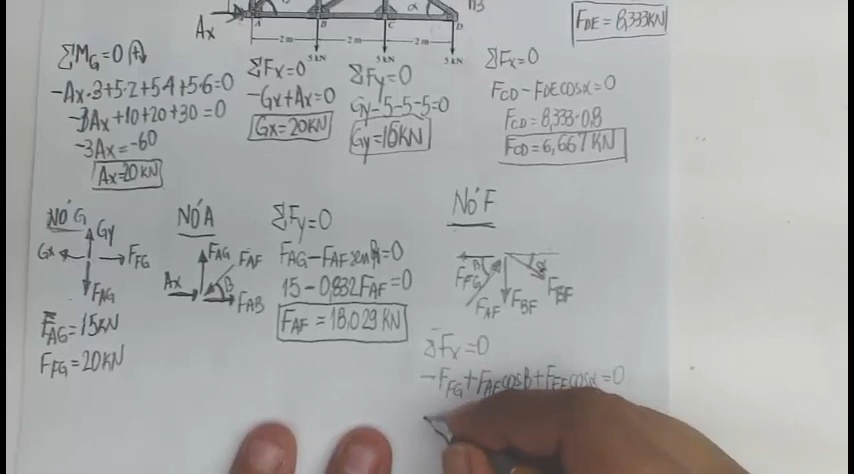 Ax
A
B
C
D
α
2m
2m
2m
5kN
5kN
5kN
FDE = 8,333KN
ΣMG=0
-Ax·3+5·2+5·4+5·6=0
-3Ax+10+20+30=0
-3Ax=-60
Ax=20KN
ΣFx=0
-Gx+Ax=0
Gx=20KN
ΣFy=0
Gy-5-5-5=0
Gy=15KN
ΣFx=0
FCD-FDEcosα=0
FCD=8,333·0,8
FCD=6,667KN
NÓ G
Gy
Gx
FFG
FAG
FAG=15KN
FFG=20KN
NÓ A
FAG
FAF
Ax
B
FAB
ΣFy=0
FAG-FAF senβ=0
15-0,832FAF=0
FAF=18,029KN
NÓ F
FFG
β
α
FAF
FBF
ΣFx=0
-FFG+FAFcosβ+FEFcosα=0